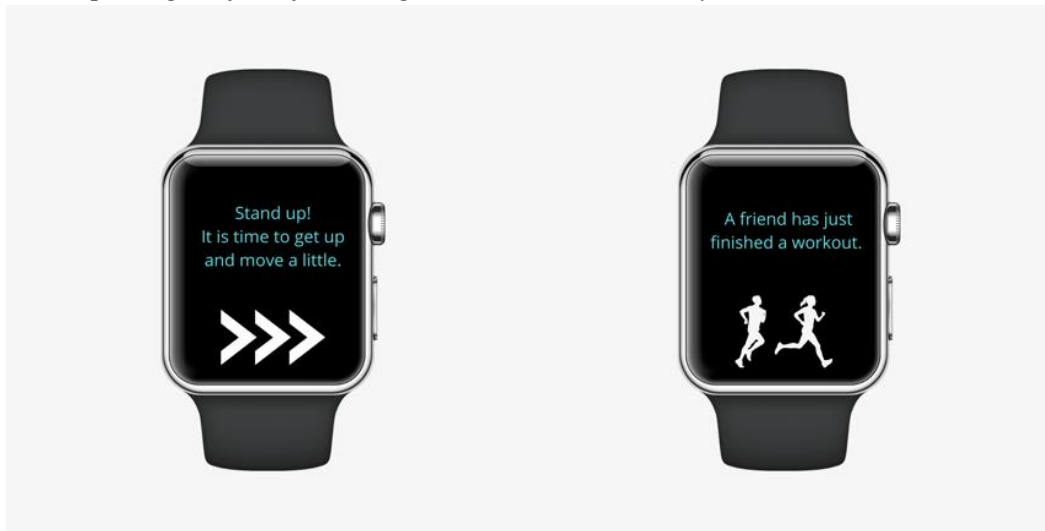 Stand up!
It is time to get up
and move a little.
A friend has just
finished a workout.